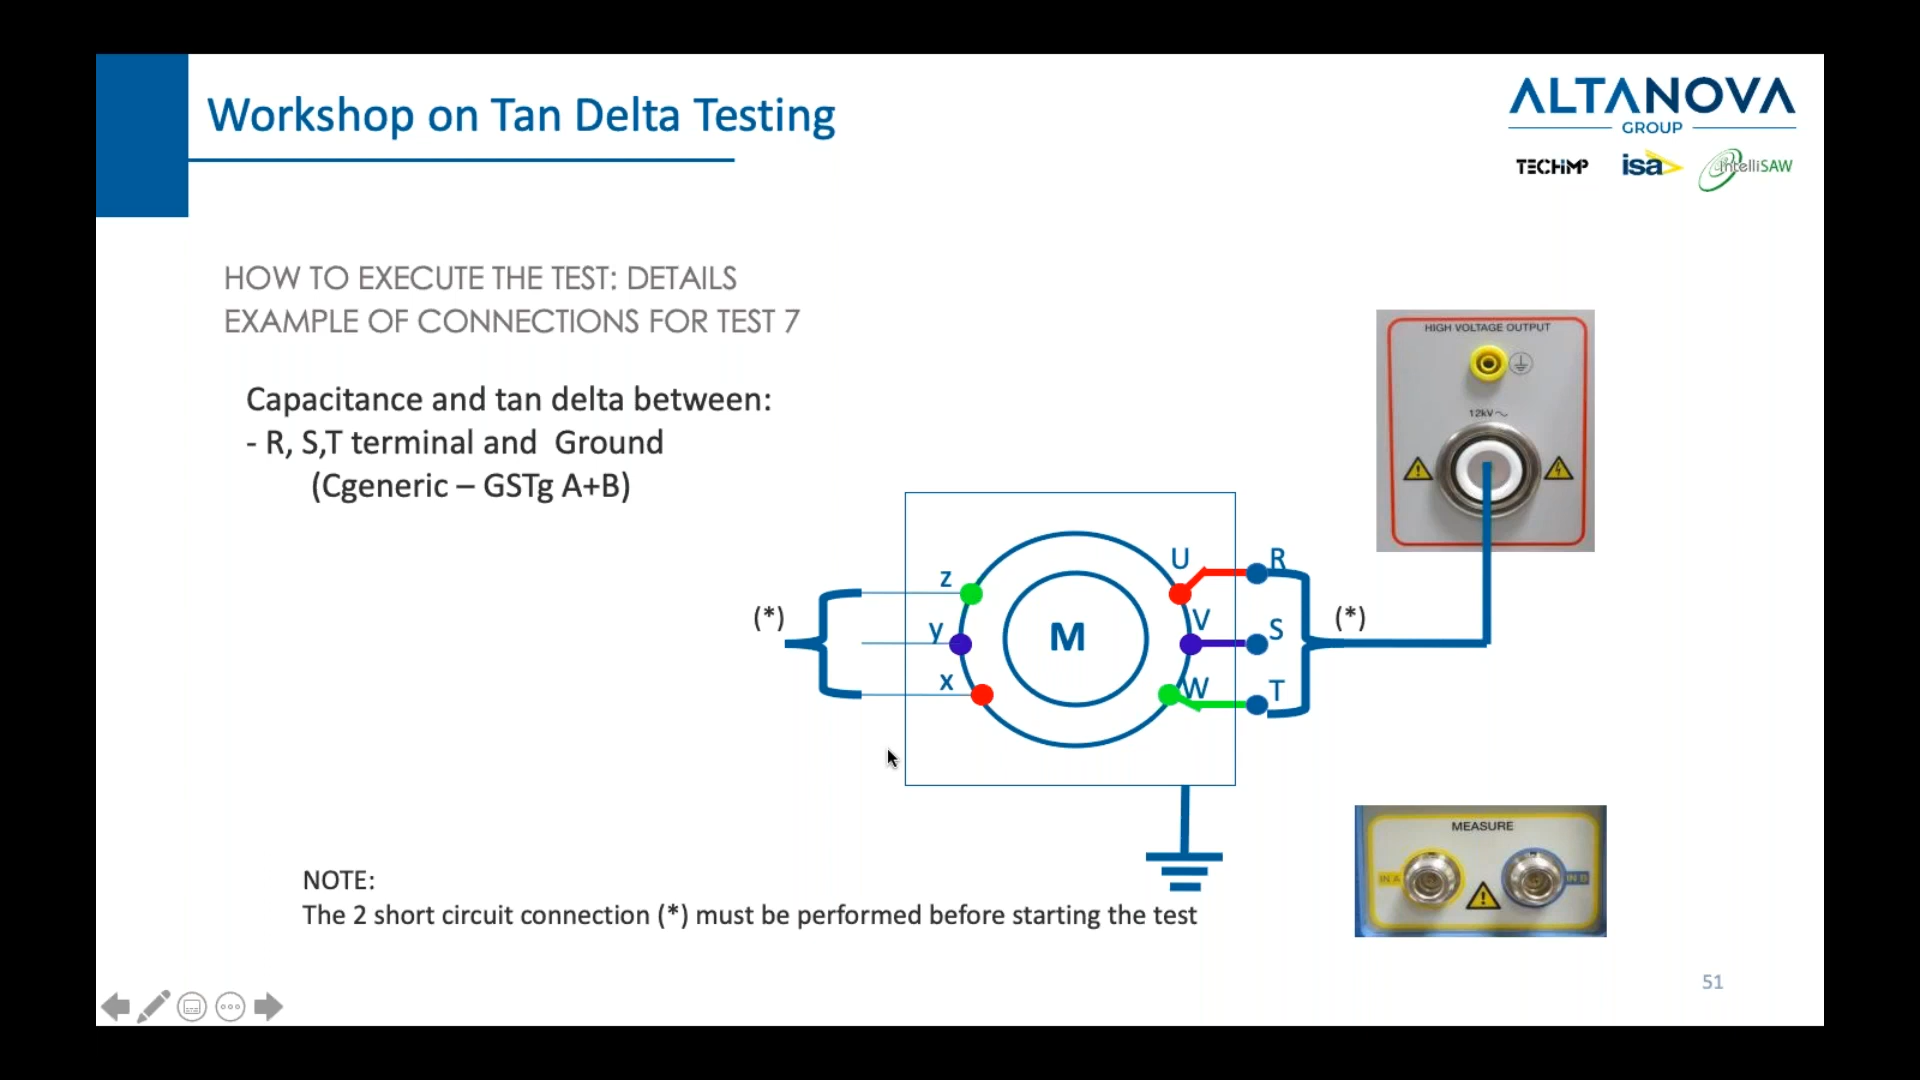 Workshop on Tan Delta Testing
ALTANOVA
GROUP
TECHIMP
isa
IntelliSAW
HOW TO EXECUTE THE TEST: DETAILS
EXAMPLE OF CONNECTIONS FOR TEST 7
Capacitance and tan delta between:
- R, S,T terminal and Ground
(Cgeneric – GSTg A+B)
HIGH VOLTAGE OUTPUT
12kV~
U
R
z
(*)
(*)
V
S
y
M
x
W
T
MEASURE
IN A
IN B
NOTE:
The 2 short circuit connection (*) must be performed before starting the test
51